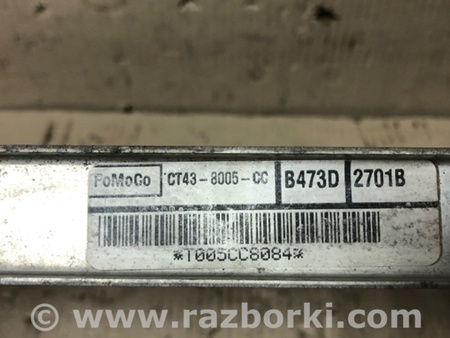 FoMoCo CT43-8005-CC B473D 2701B
*T005CC8084*
© www.razborki.com